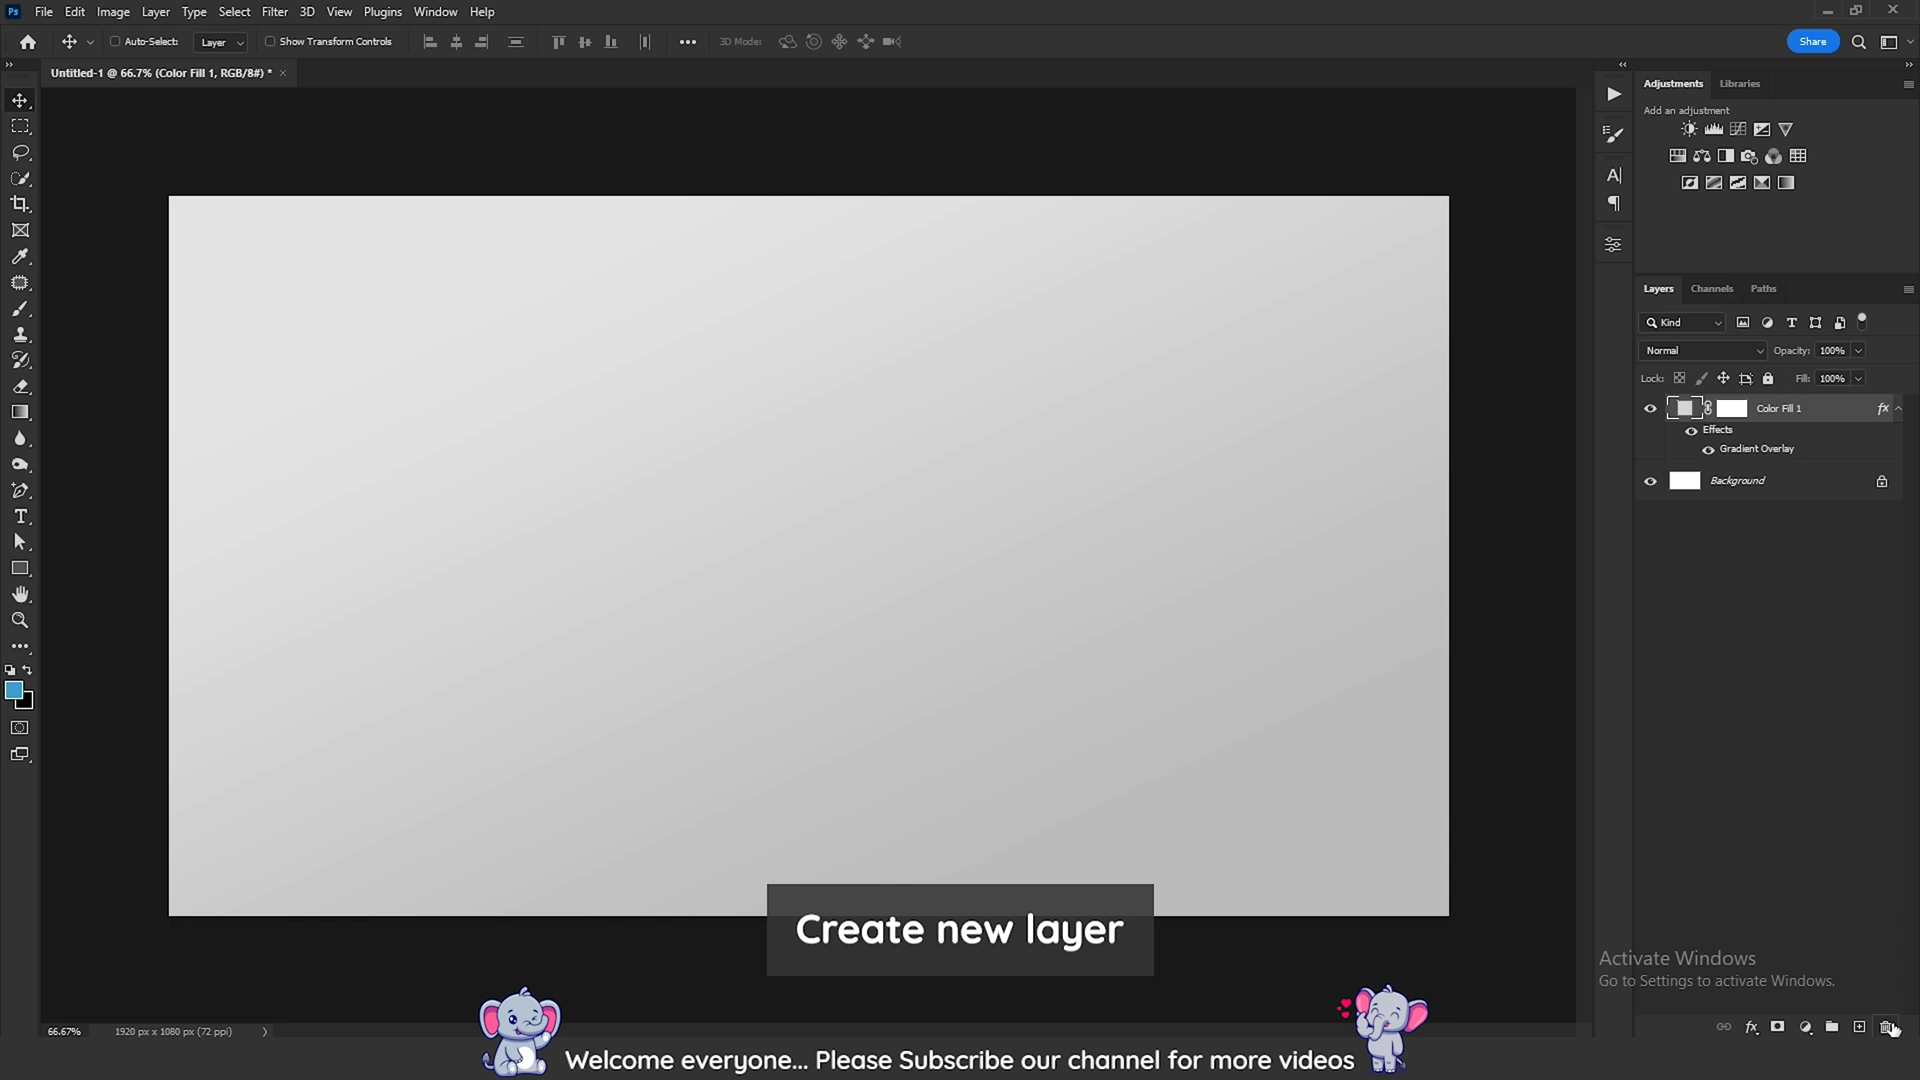 Ps File Edit Image Layer Type Select Filter 3D View Plugins Window Help
Auto-Select: Layer Show Transform Controls 3D Mode: Share
Untitled-1 @ 66.7% (Color Fill 1, RGB/8#) *
Adjustments Libraries
Add an adjustment
Layers Channels Paths
Kind
Normal Opacity: 100%
Lock: Fill: 100%
Color Fill 1 fx
Effects
Gradient Overlay
Background
Create new layer
Activate Windows
Go to Settings to activate Windows.
66.67% 1920 px x 1080 px (72 ppi)
fx
Welcome everyone... Please Subscribe our channel for more videos